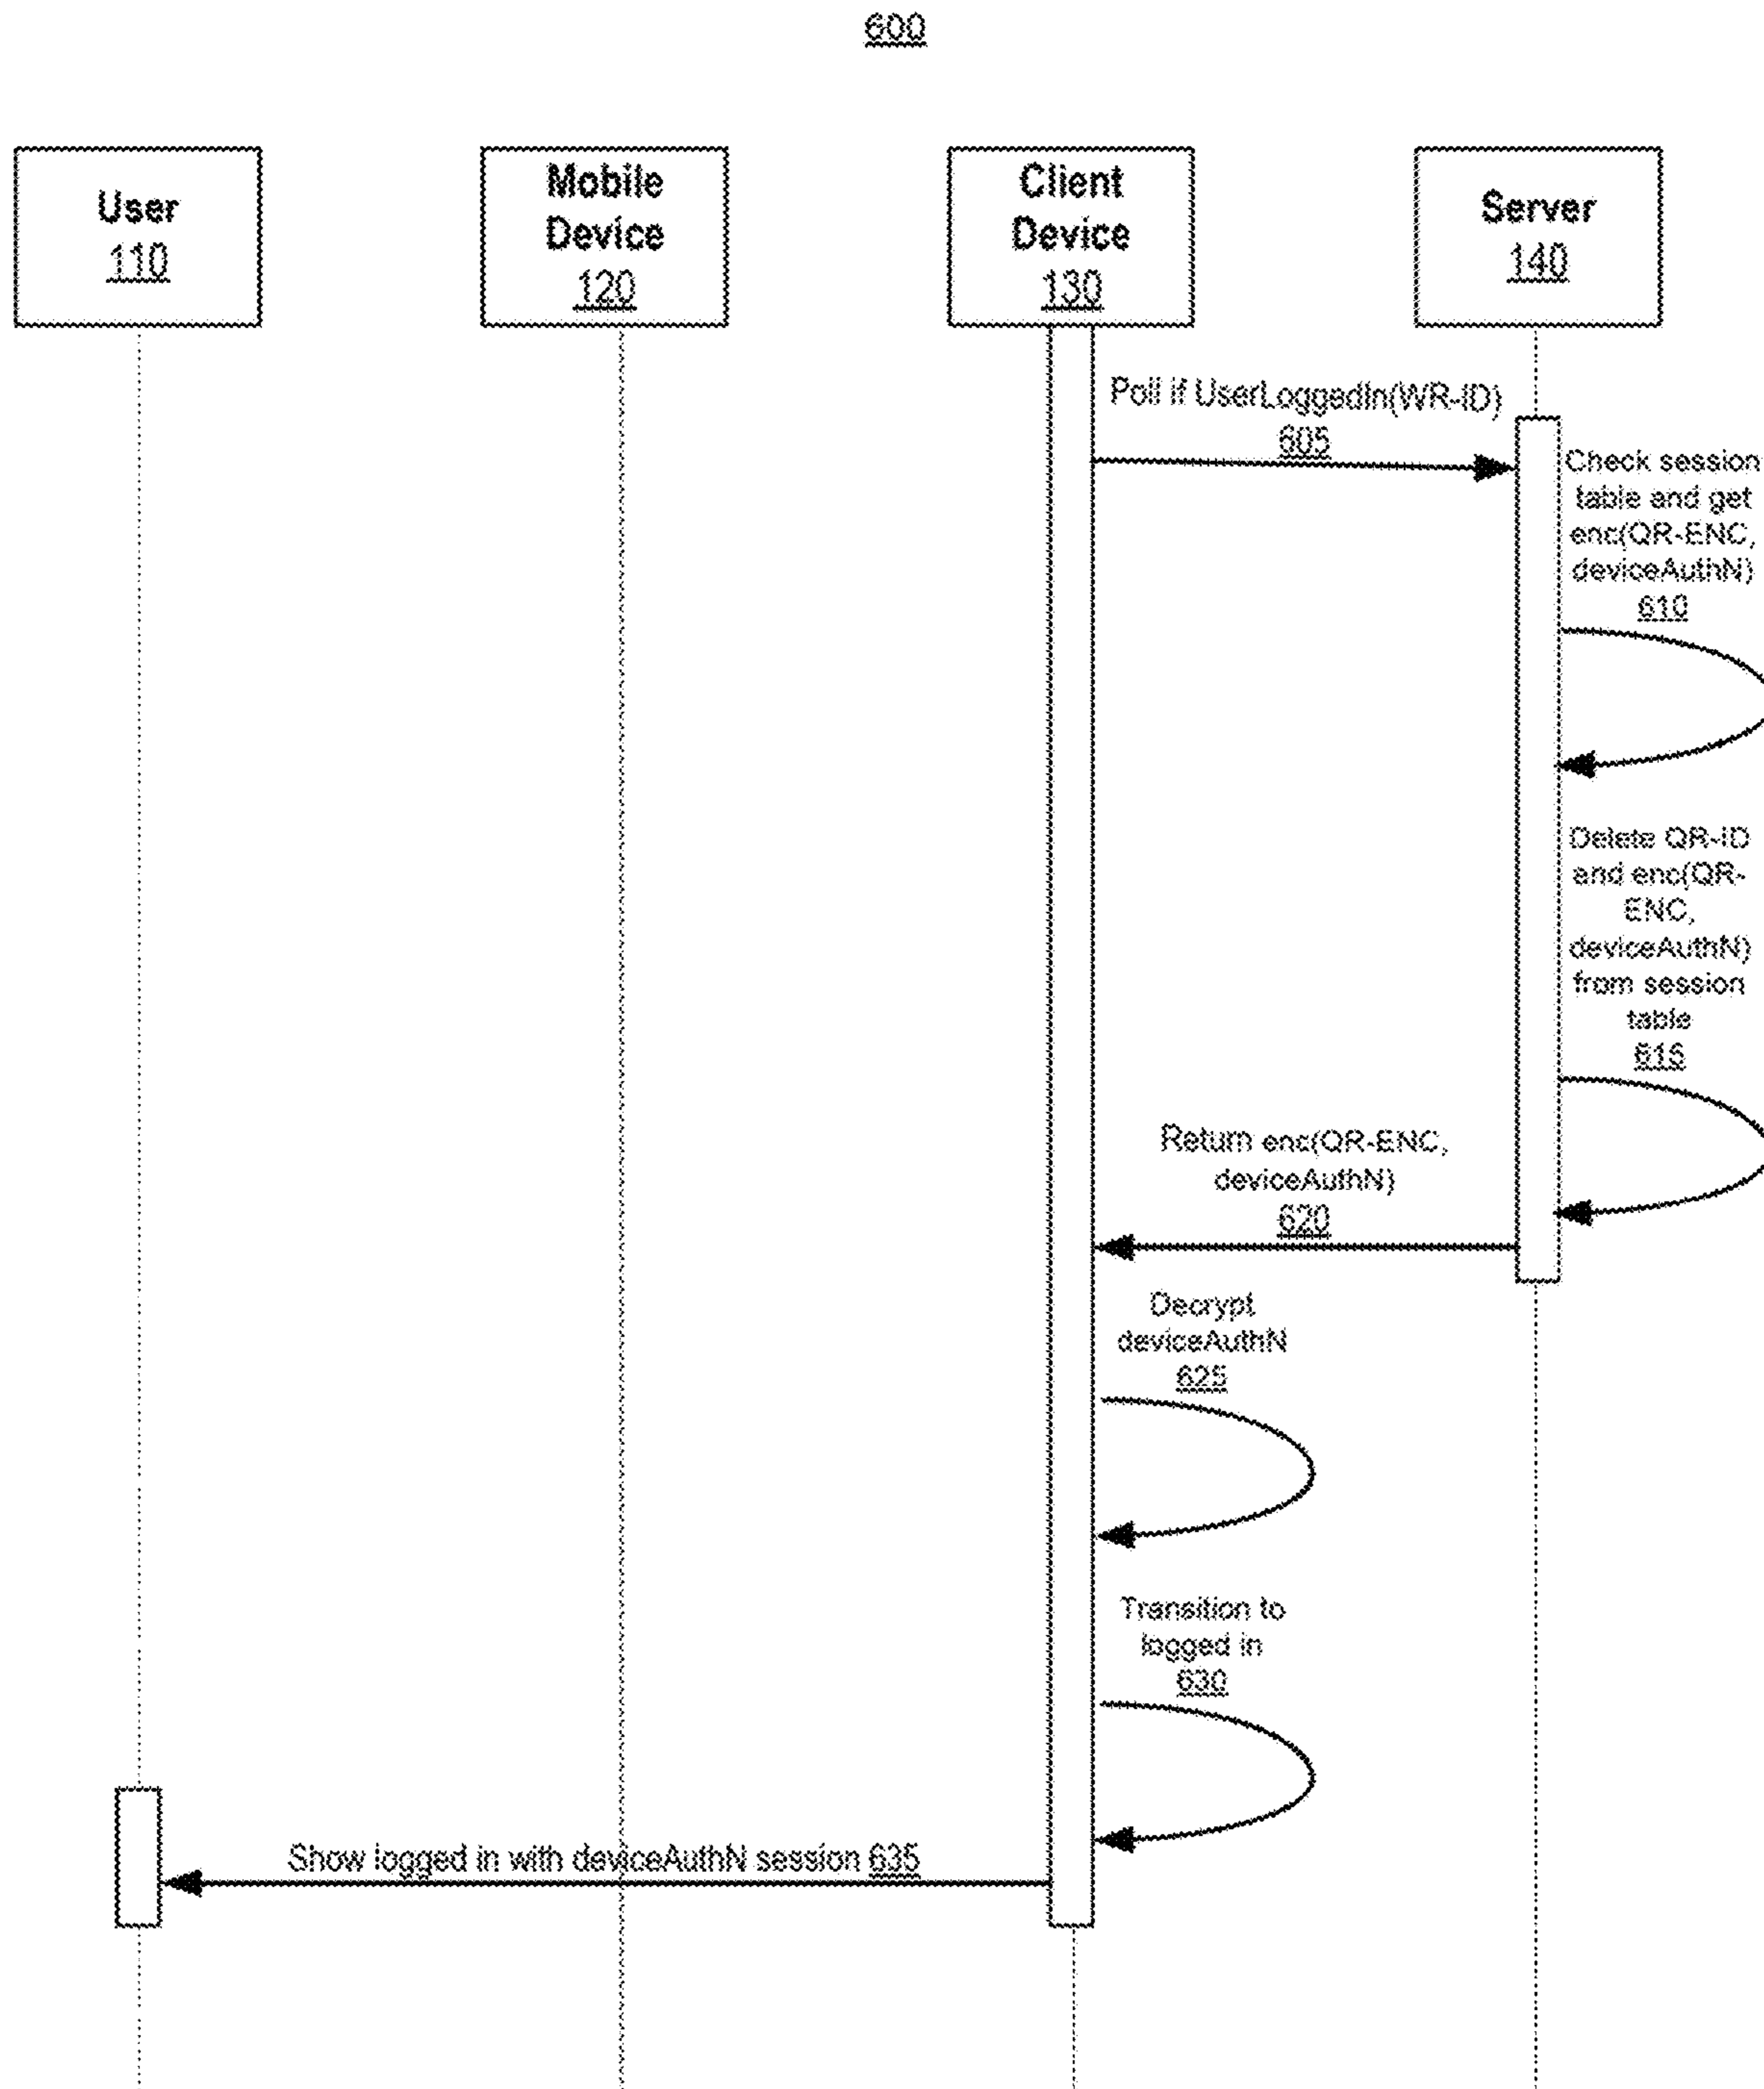 600
User
110
Mobile
Device
120
Client
Device
130
Server
140
Poll if UserLoggedIn(WR-ID)
605
Check session
table and get
enc(QR-ENC,
deviceAuthN)
610
Delete QR-ID
and enc(QR-
ENC,
deviceAuthN)
from session
table
615
Return enc(QR-ENC,
deviceAuthN)
620
Decrypt
deviceAuthN
625
Transition to
logged in
630
Show logged in with deviceAuthN session 635